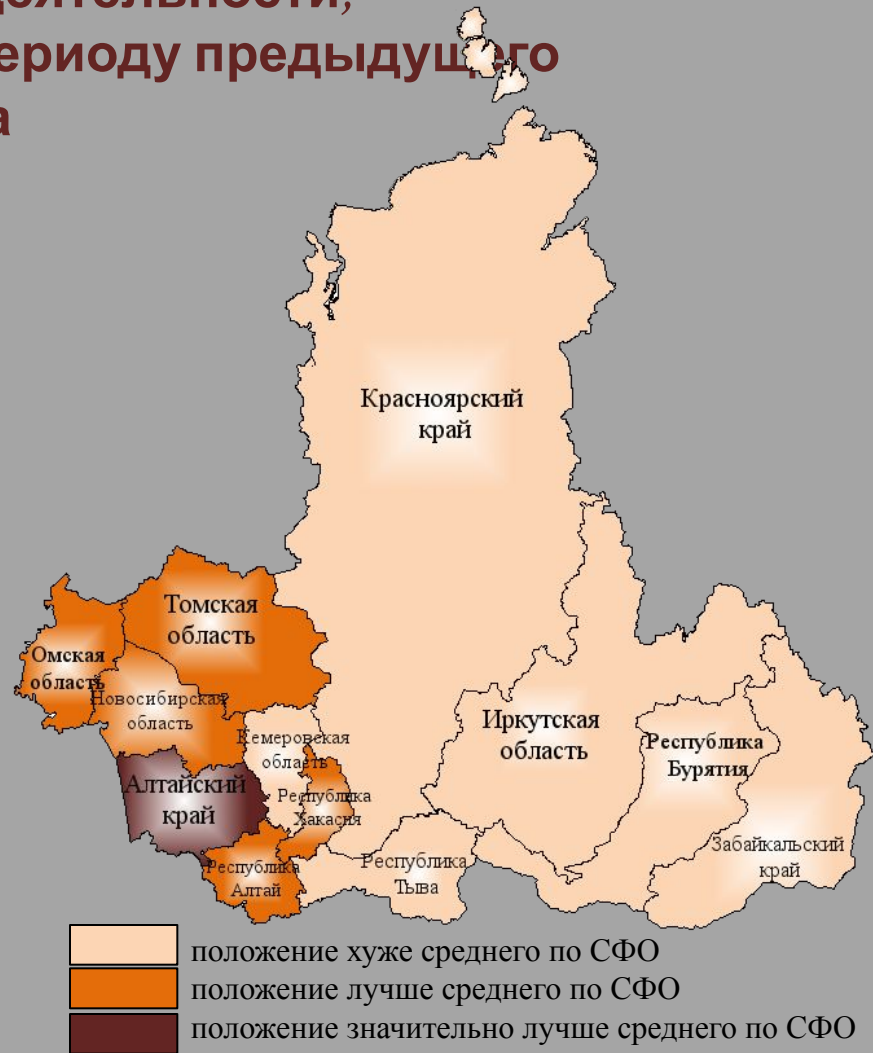 деятельности,
периоду предыдущего
Красноярский
край
Томская
область
Омская
область
Новосибирская
область
Кемеровская
область
Иркутская
область
Республика
Бурятия
Алтайский
край
Республика
Хакасия
Забайкальский
край
Республика
Тыва
Республика
Алтай
положение хуже среднего по СФО
положение лучше среднего по СФО
положение значительно лучше среднего по СФО